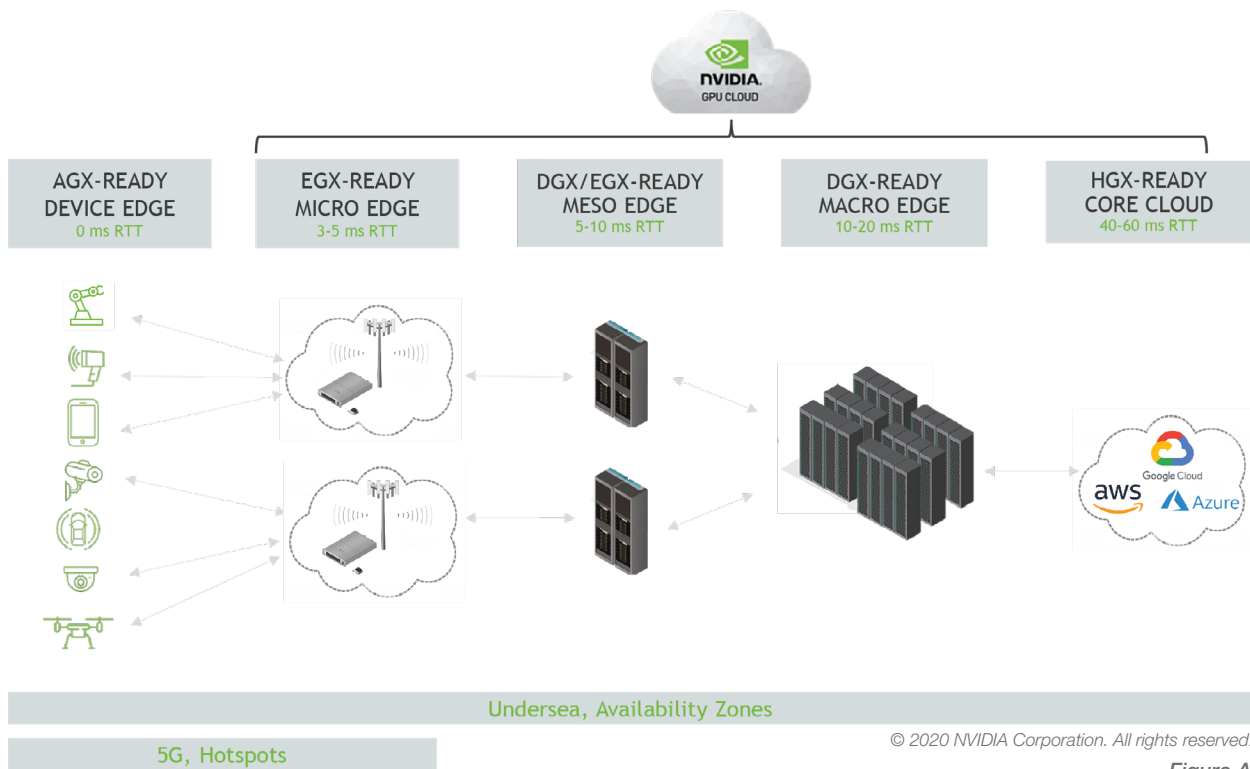 NVIDIA.
GPU CLOUD
AGX-READY
DEVICE EDGE
0 ms RTT
EGX-READY
MICRO EDGE
3-5 ms RTT
DGX/EGX-READY
MESO EDGE
5-10 ms RTT
DGX-READY
MACRO EDGE
10-20 ms RTT
HGX-READY
CORE CLOUD
40-60 ms RTT
Google Cloud
aws
Azure
Undersea, Availability Zones
5G, Hotspots
© 2020 NVIDIA Corporation. All rights reserved.
Figure A